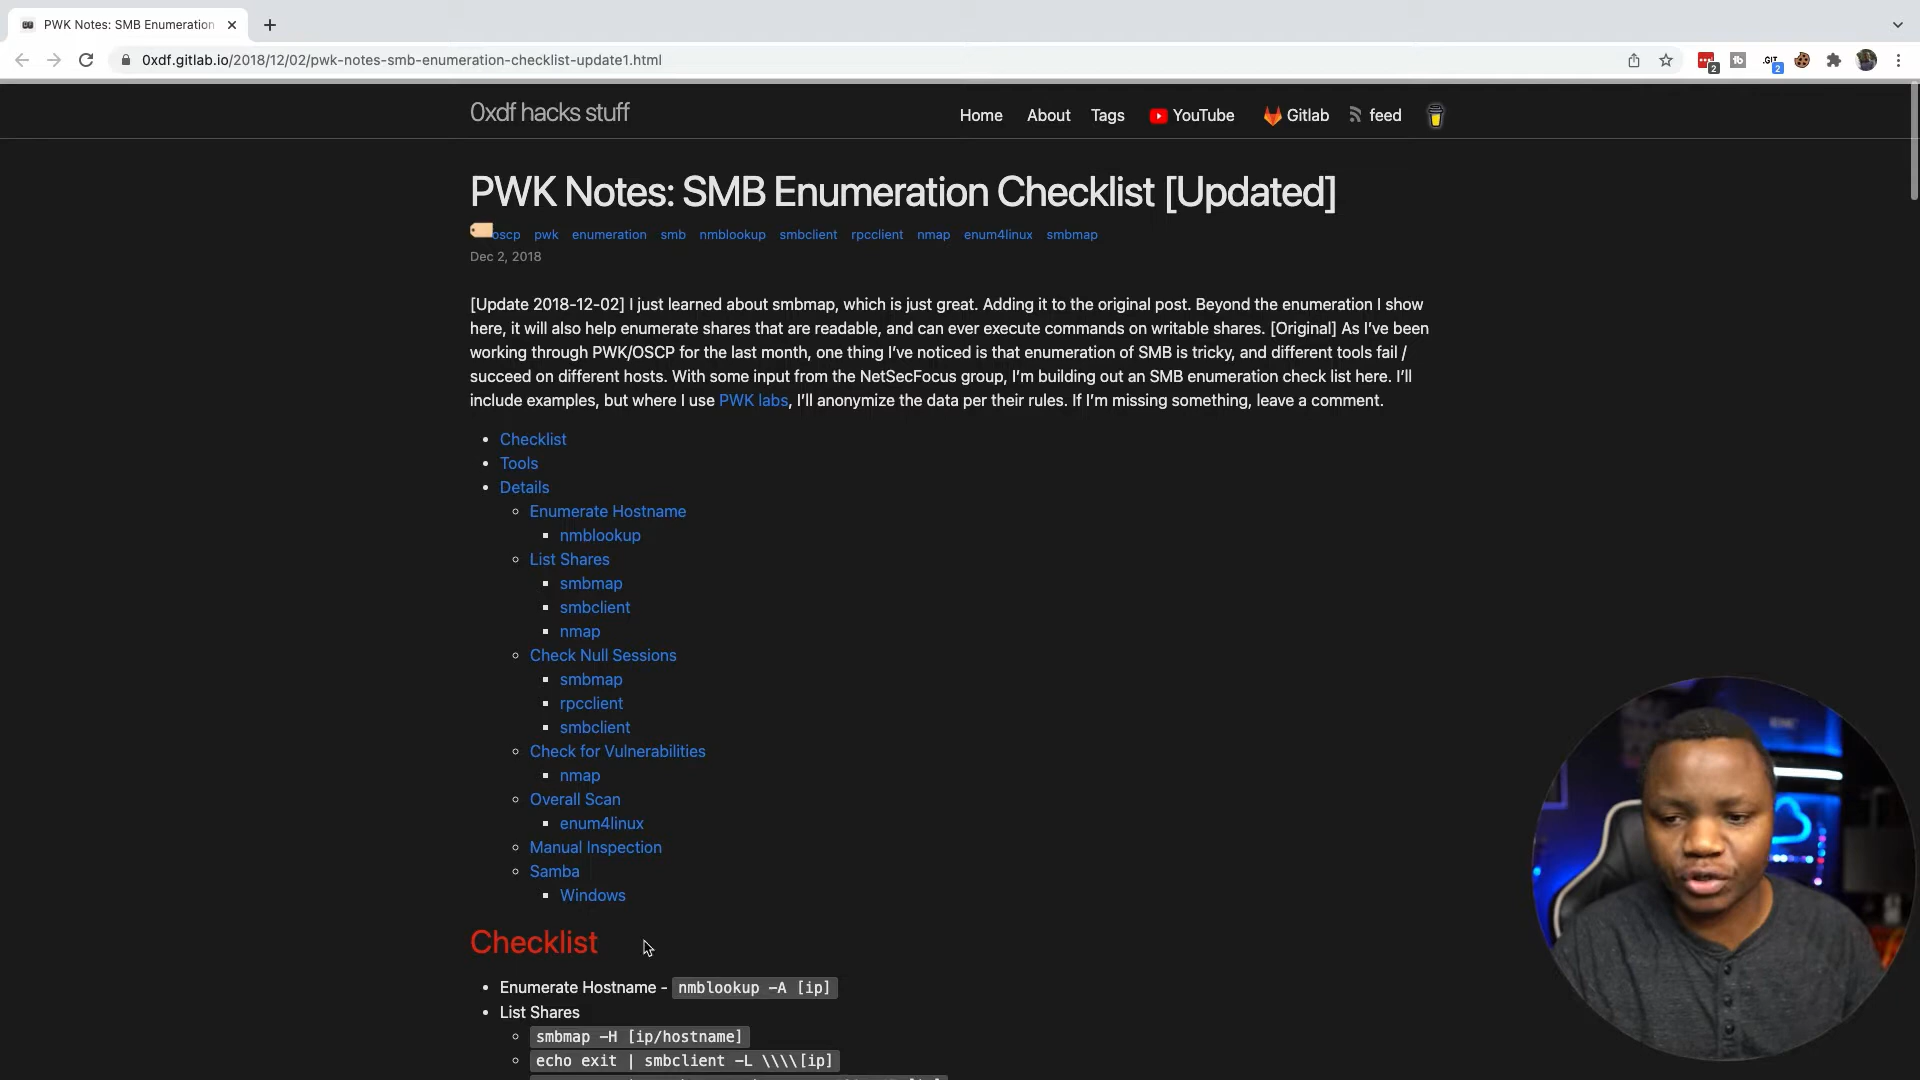 PWK Notes: SMB Enumeration
0xdf.gitlab.io/2018/12/02/pwk-notes-smb-enumeration-checklist-update1.html
2
.GIT
2
0xdf hacks stuff
Home About Tags YouTube Gitlab feed
PWK Notes: SMB Enumeration Checklist [Updated]
oscp pwk enumeration smb nmblookup smbclient rpcclient nmap enum4linux smbmap
Dec 2, 2018
[Update 2018-12-02] I just learned about smbmap, which is just great. Adding it to the original post. Beyond the enumeration I show
here, it will also help enumerate shares that are readable, and can ever execute commands on writable shares. [Original] As I've been
working through PWK/OSCP for the last month, one thing I've noticed is that enumeration of SMB is tricky, and different tools fail /
succeed on different hosts. With some input from the NetSecFocus group, I'm building out an SMB enumeration check list here. I'll
include examples, but where I use PWK labs, I'll anonymize the data per their rules. If I'm missing something, leave a comment.
Checklist
Tools
Details
Enumerate Hostname
nmblookup
List Shares
smbmap
smbclient
nmap
Check Null Sessions
smbmap
rpcclient
smbclient
Check for Vulnerabilities
nmap
Overall Scan
enum4linux
Manual Inspection
Samba
Windows
Checklist
Enumerate Hostname - nmblookup -A [ip]
List Shares
smbmap -H [ip/hostname]
echo exit | smbclient -L \\\\[ip]